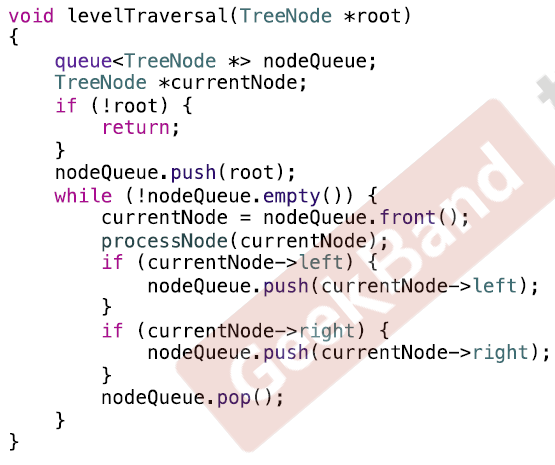 void levelTraversal(TreeNode *root)
{
    queue<TreeNode *> nodeQueue;
    TreeNode *currentNode;
    if (!root) {
        return;
    }
    nodeQueue.push(root);
    while (!nodeQueue.empty()) {
        currentNode = nodeQueue.front();
        processNode(currentNode);
        if (currentNode->left) {
            nodeQueue.push(currentNode->left);
        }
        if (currentNode->right) {
            nodeQueue.push(currentNode->right);
        }
        nodeQueue.pop();
    }
}
GeekBand